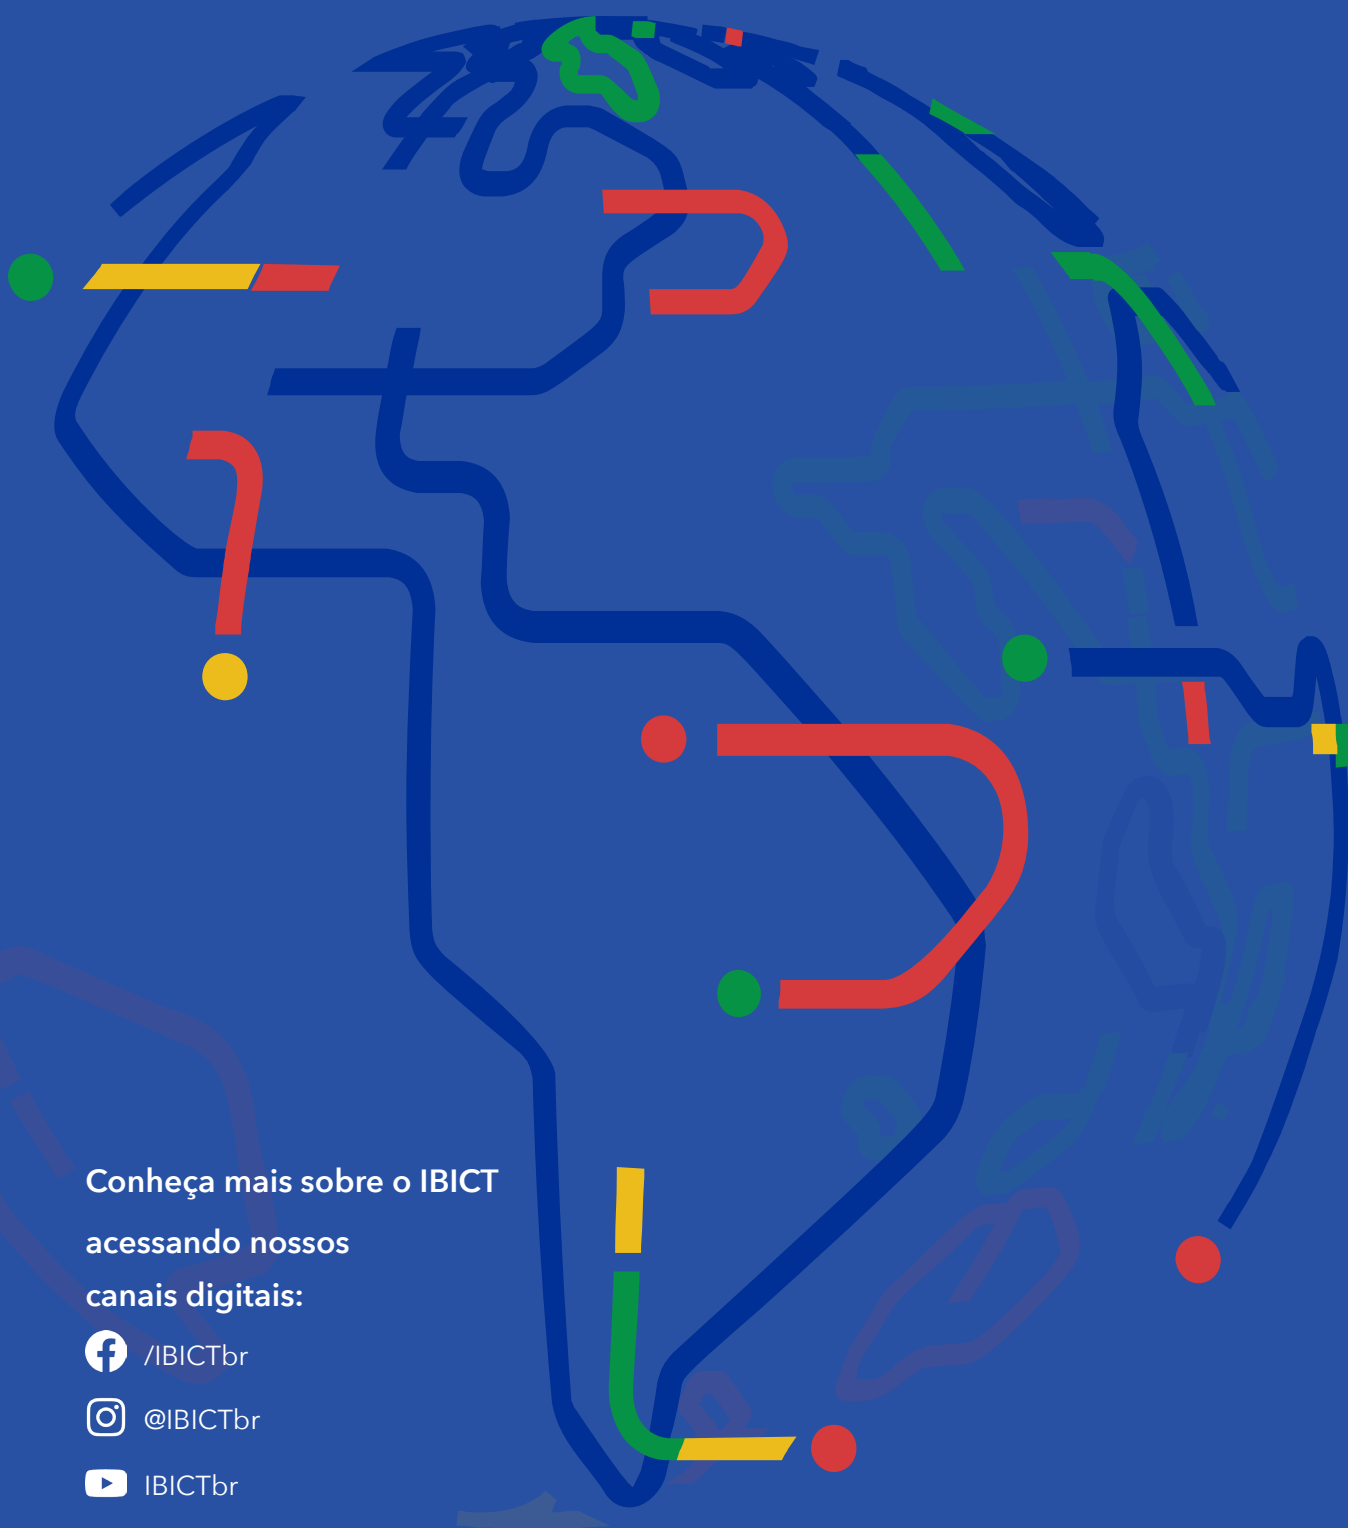 Conheça mais sobre o IBICT
acessando nossos
canais digitais:
/IBICTbr
@IBICTbr
IBICTbr